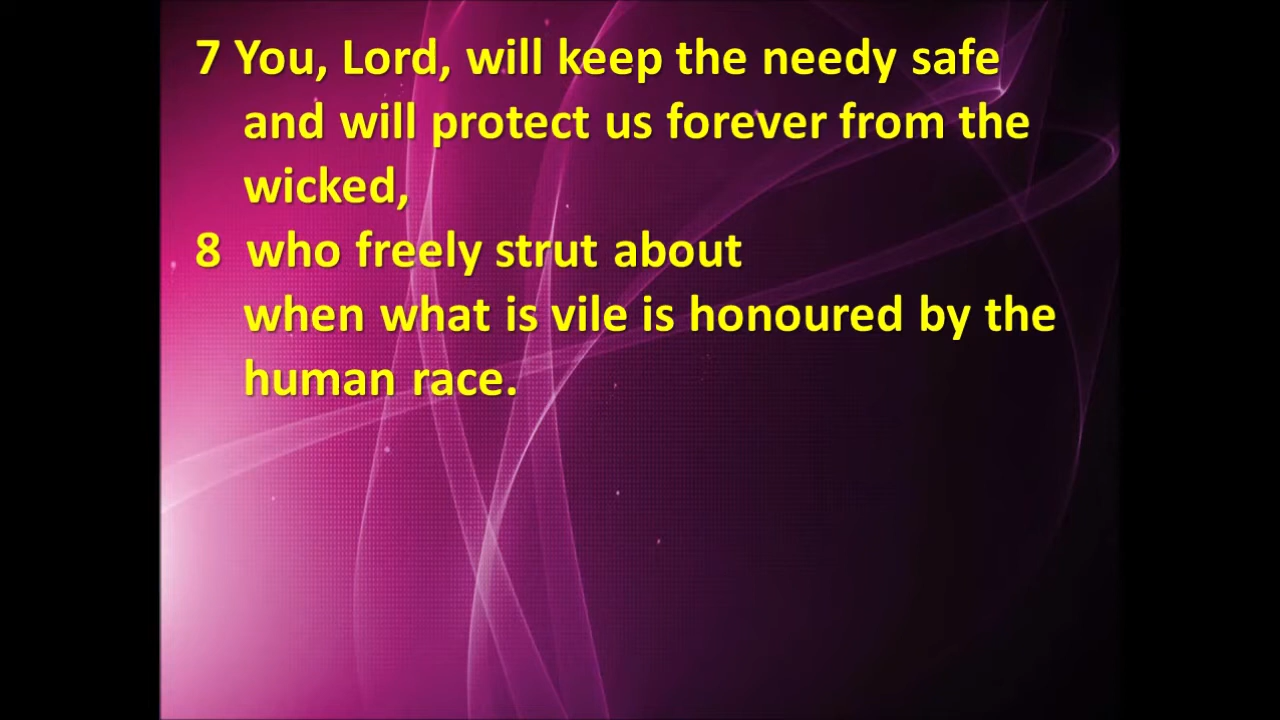 7 You, Lord, will keep the needy safe
and will protect us forever from the
wicked,
8 who freely strut about
when what is vile is honoured by the
human race.